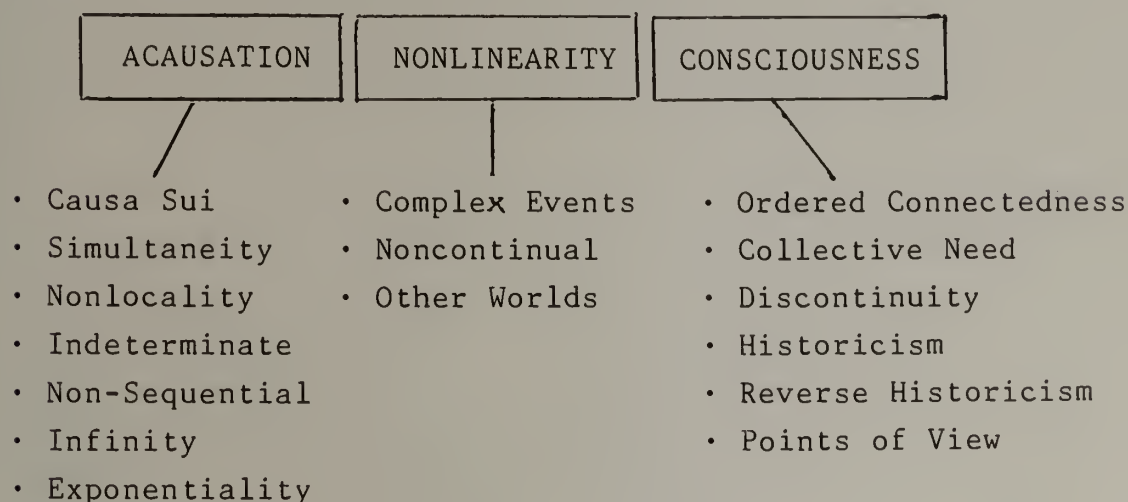 ACAUSATION
NONLINEARITY
CONSCIOUSNESS
· Causa Sui
· Simultaneity
· Nonlocality
· Indeterminate
· Non-Sequential
· Infinity
· Exponentiality
· Complex Events
· Noncontinual
· Other Worlds
· Ordered Connectedness
· Collective Need
· Discontinuity
· Historicism
· Reverse Historicism
· Points of View